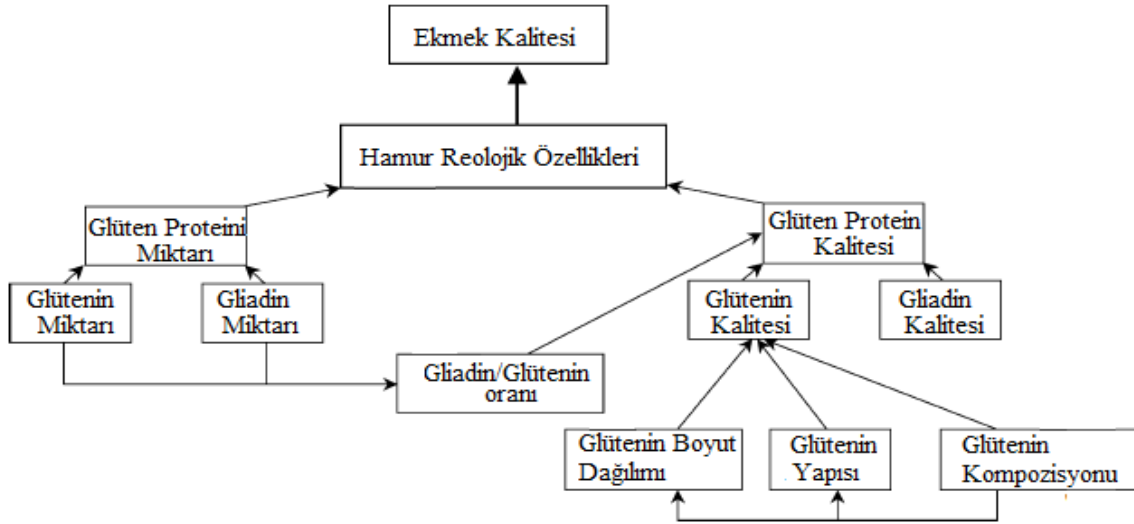 Ekmek Kalitesi
Hamur Reolojik Özellikleri
Glüten Proteini
Miktarı
Glüten Protein
Kalitesi
Glütenin
Miktarı
Gliadin
Miktarı
Glütenin
Kalitesi
Gliadin
Kalitesi
Gliadin/Glütenin
oranı
Glütenin Boyut
Dağılımı
Glütenin
Yapısı
Glütenin
Kompozisyonu